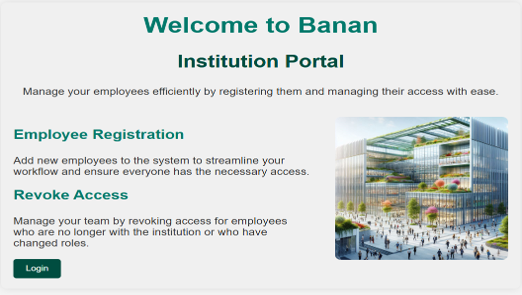 Welcome to Banan
Institution Portal
Manage your employees efficiently by registering them and managing their access with ease.
Employee Registration
Add new employees to the system to streamline your
workflow and ensure everyone has the necessary access.
Revoke Access
Manage your team by revoking access for employees
who are no longer with the institution or who have
changed roles.
Login